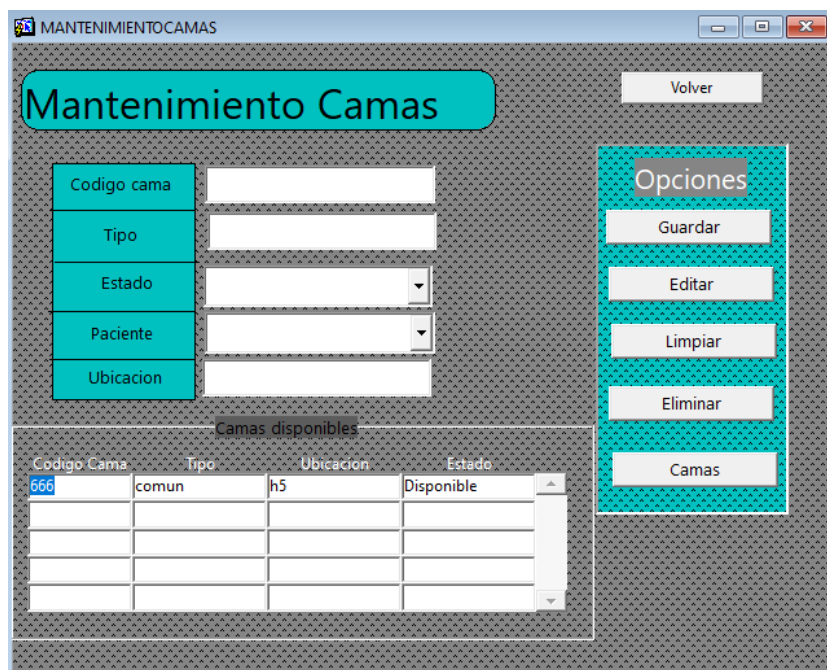 MANTENIMIENTOCAMAS
Mantenimiento Camas
Volver
Codigo cama
Tipo
Estado
Paciente
Ubicacion
Opciones
Guardar
Editar
Limpiar
Eliminar
Camas
Camas disponibles
Codigo Cama Tipo Ubicacion Estado
666 comun h5 Disponible